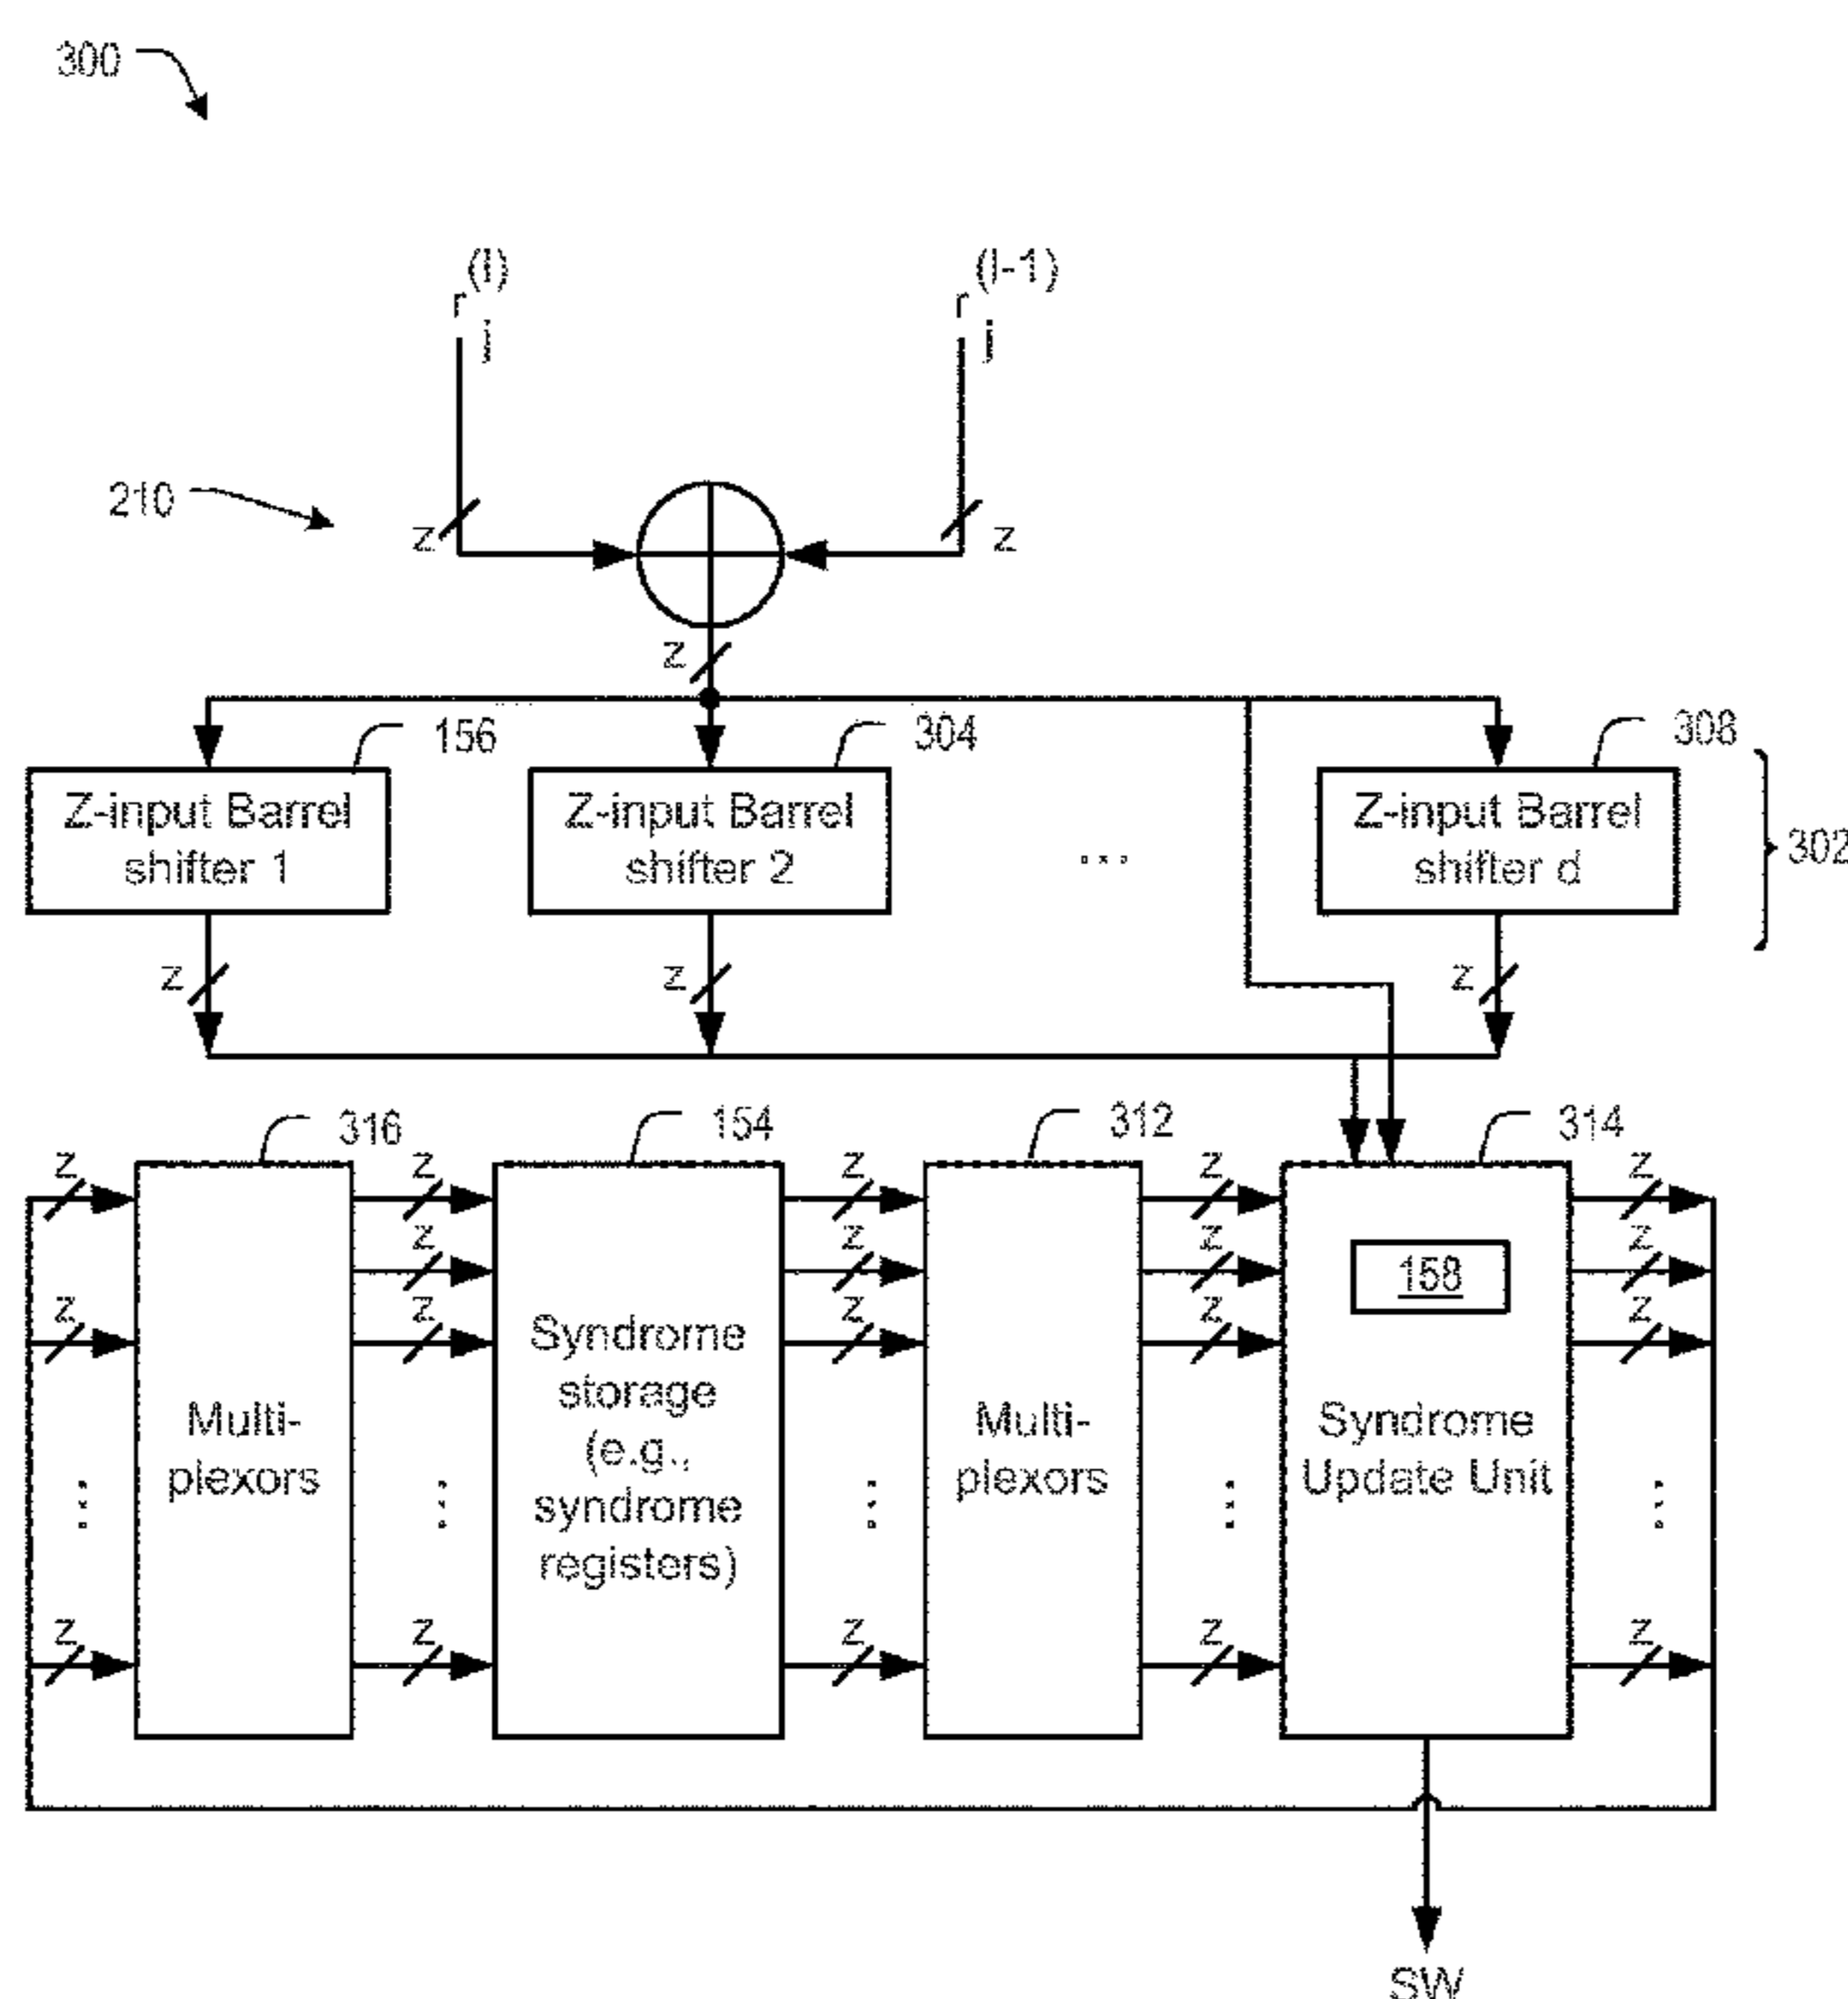 300
(l)
r
j
(l-1)
r
j
210
z
z
z
156
304
308
Z-input Barrel
shifter 1
Z-input Barrel
shifter 2
...
Z-input Barrel
shifter d
302
z
z
z
316
154
312
314
z
z
z
z
z
z
z
z
z
z
z
z
z
z
158
Multi-
plexors
Syndrome
storage
(e.g.,
syndrome
registers)
Multi-
plexors
Syndrome
Update Unit
z
z
z
z
z
SW